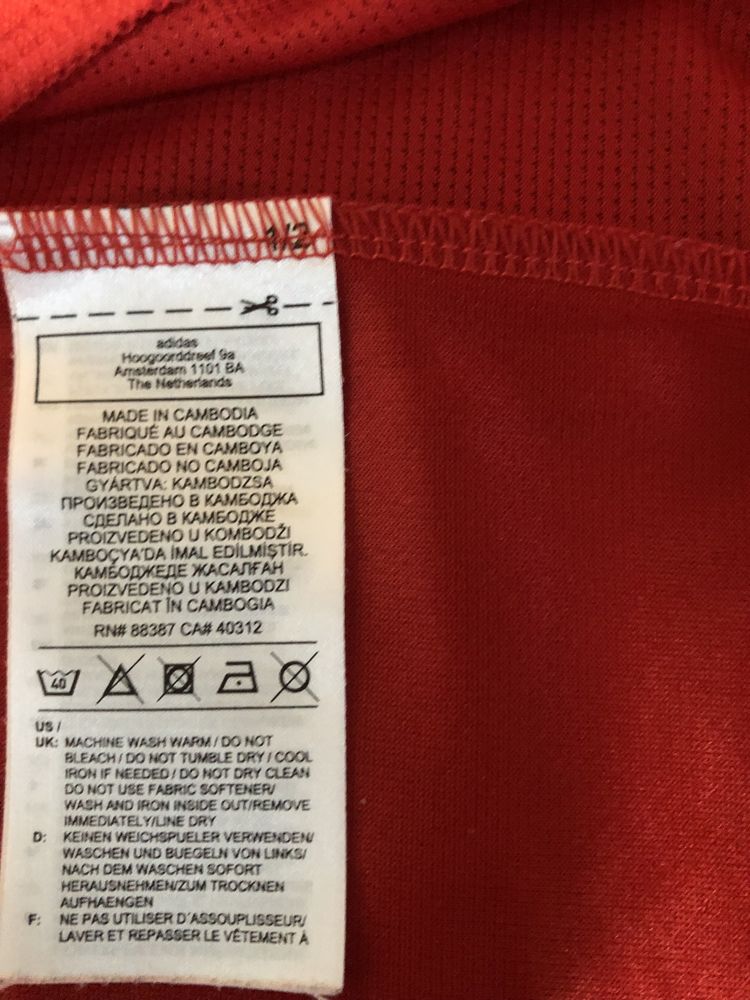 1/2
adidas
Hoogoorddreef 9a
Amsterdam 1101 BA
The Netherlands
MADE IN CAMBODIA
FABRIQUÉ AU CAMBODGE
FABRICADO EN CAMBOYA
FABRICADO NO CAMBOJA
GYÁRTVA: KAMBODZSA
ПРОИЗВЕДЕНО В КАМБОДЖА
СДЕЛАНО В КАМБОДЖЕ
PROIZVEDENO U KOMBODŽI
KAMBOÇYA'DA İMAL EDİLMİŞTİR.
КАМБОДЖЕДЕ ЖАСАЛҒАН
PROIZVEDENO U KAMBODZI
FABRICAT ÎN CAMBOGIA
RN# 88387 CA# 40312
40
US /
UK: MACHINE WASH WARM / DO NOT
BLEACH / DO NOT TUMBLE DRY / COOL
IRON IF NEEDED / DO NOT DRY CLEAN
DO NOT USE FABRIC SOFTENER/
WASH AND IRON INSIDE OUT/REMOVE
IMMEDIATELY/LINE DRY
D: KEINEN WEICHSPUELER VERWENDEN/
WASCHEN UND BUEGELN VON LINKS/
NACH DEM WASCHEN SOFORT
HERAUSNEHMEN/ZUM TROCKNEN
AUFHAENGEN
F: NE PAS UTILISER D'ASSOUPLISSEUR/
LAVER ET REPASSER LE VÊTEMENT À